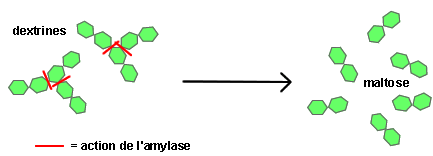 dextrines
maltose
= action de l'amylase